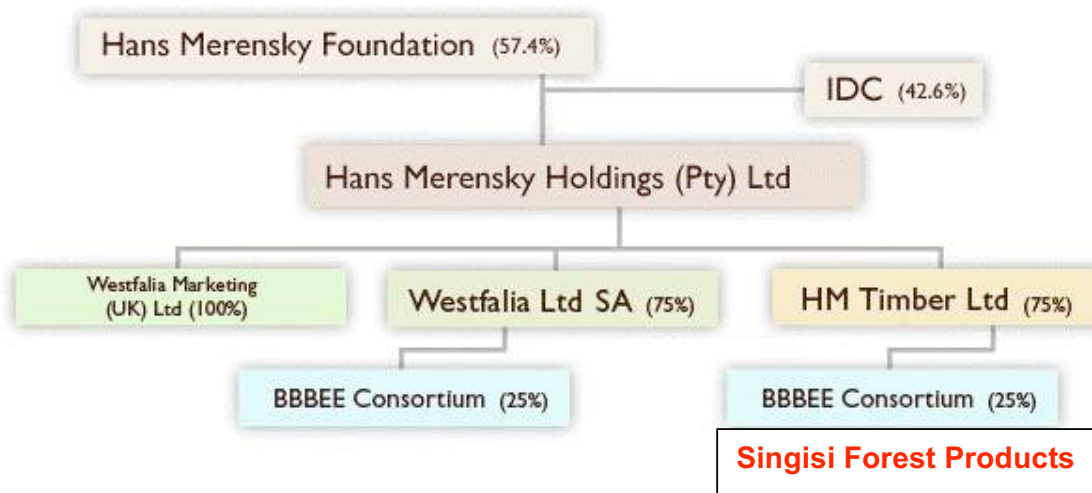 Hans Merensky Foundation (57.4%)
IDC (42.6%)
Hans Merensky Holdings (Pty) Ltd
Westfalia Marketing
(UK) Ltd (100%)
Westfalia Ltd SA (75%)
HM Timber Ltd (75%)
BBBEE Consortium (25%)
BBBEE Consortium (25%)
Singisi Forest Products